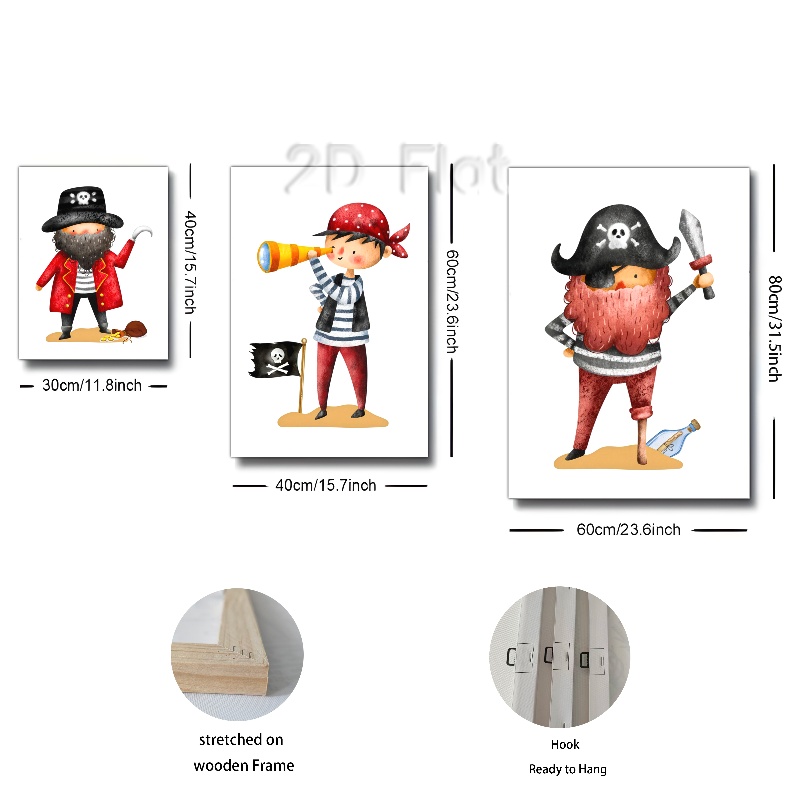 2D Flat
40cm/15.7inch
30cm/11.8inch
60cm/23.6inch
40cm/15.7inch
80cm/31.5inch
60cm/23.6inch
stretched on
wooden Frame
Hook
Ready to Hang